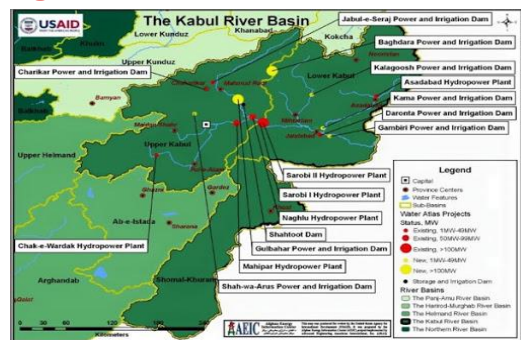 USAID
The Kabul River Basin
Jabul-e-Seraj Power and Irrigation Dam
Baghdara Power and Irrigation Dam
Kalagoosh Power and Irrigation Dam
Asadabad Hydropower Plant
Kama Power and Irrigation Dam
Daronta Power and Irrigation Dam
Gambiri Power and Irrigation Dam
Charikar Power and Irrigation Dam
Lower Kunduz
Khanabad
Kokcha
Upper Kunduz
Lower Kabul
Bamyan
Upper Kabul
Upper Helmand
Ghazni
Gardez
Ab-e-Istada
Sharana
Arghandab
Shomal-Khuram
Sarobi II Hydropower Plant
Sarobi I Hydropower Plant
Naghlu Hydropower Plant
Shahtoot Dam
Gulbahar Power and Irrigation Dam
Mahipar Hydropower Plant
Shah-wa-Arus Power and Irrigation Dam
Chak-e-Wardak Hydropower Plant
Legend
Capital
Province Centers
Water Features
Sub-Basins
Water Atlas Projects
Status, MW
Existing, 1MW-49MW
Existing, 50MW-99MW
Existing, >100MW
New, 1MW-49MW
New, >100MW
Storage and Irrigation Dam
River Basins
The Panj-Amu River Basin
The Harirod-Murghab River Basin
The Helmand River Basin
The Kabul River Basin
The Northern River Basin
Kilometers
AEIC